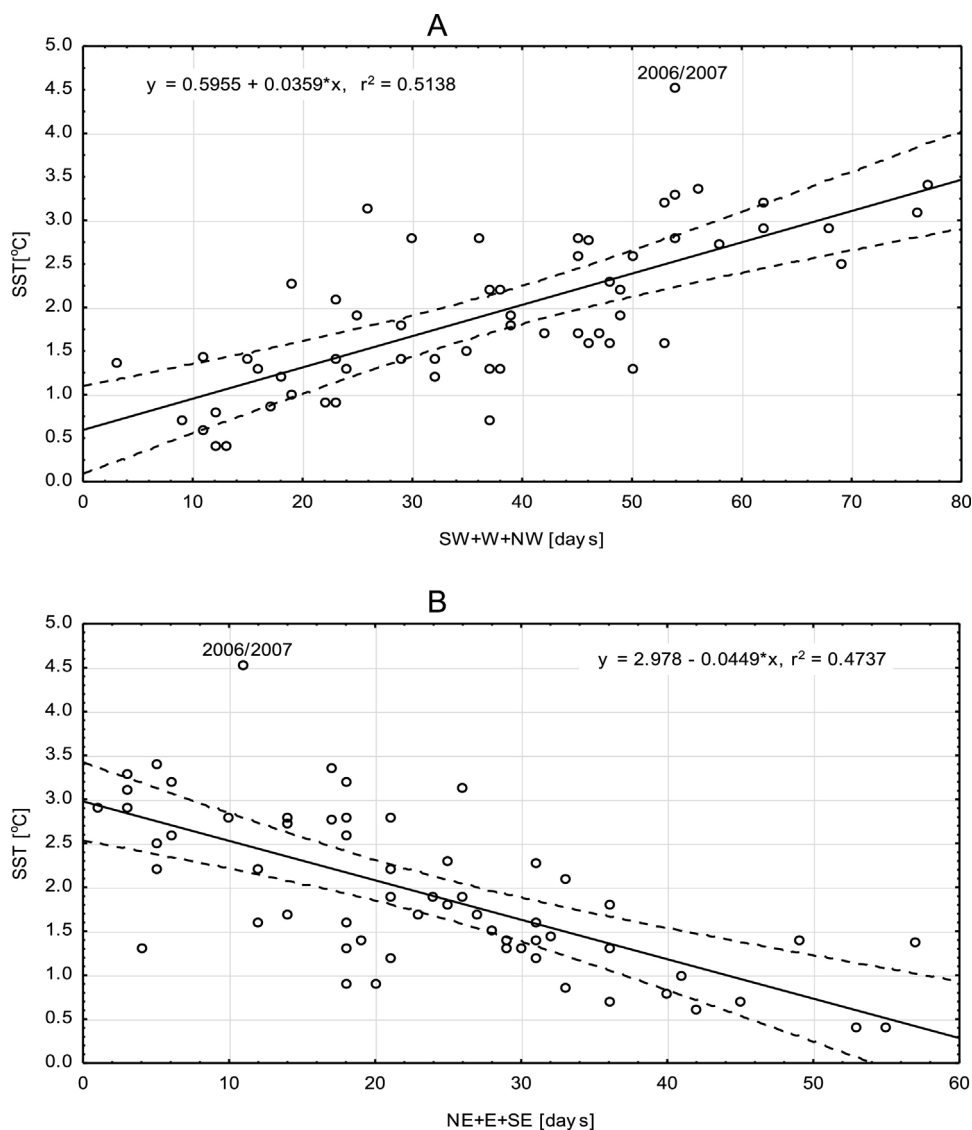 A
5.0
4.5
4.0
3.5
3.0
2.5
2.0
1.5
1.0
0.5
0.0
SST[°C]
y = 0.5955 + 0.0359*x, r² = 0.5138
2006/2007
0 10 20 30 40 50 60 70 80
SW+W+NW [days]
B
5.0
4.5
4.0
3.5
3.0
2.5
2.0
1.5
1.0
0.5
0.0
SST [°C]
2006/2007
y = 2.978 - 0.0449*x, r² = 0.4737
0 10 20 30 40 50 60
NE+E+SE [days]